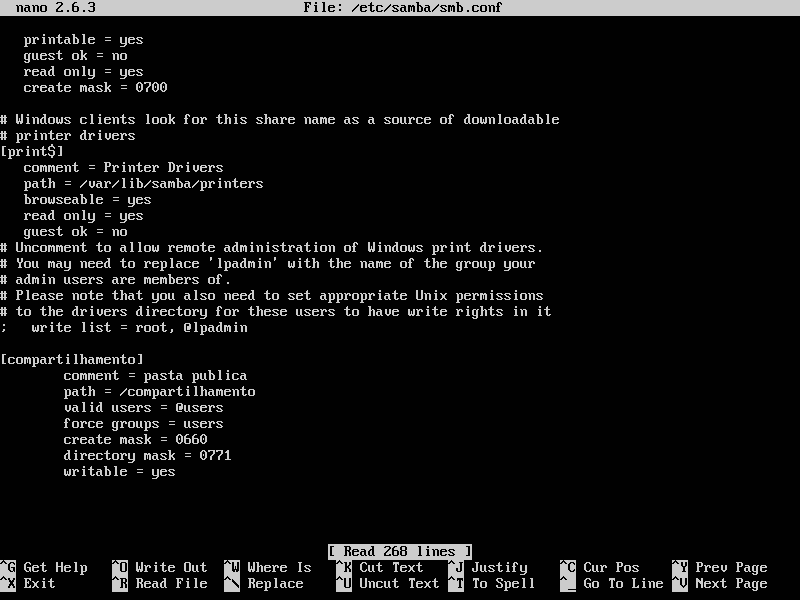 nano 2.6.3 File: /etc/samba/smb.conf
printable = yes
guest ok = no
read only = yes
create mask = 0700
# Windows clients look for this share name as a source of downloadable
# printer drivers
[print$]
comment = Printer Drivers
path = /var/lib/samba/printers
browseable = yes
read only = yes
guest ok = no
# Uncomment to allow remote administration of Windows print drivers.
# You may need to replace 'lpadmin' with the name of the group your
# admin users are members of.
# Please note that you also need to set appropriate Unix permissions
# to the drivers directory for these users to have write rights in it
;   write list = root, @lpadmin
[compartilhamento]
comment = pasta publica
path = /compartilhamento
valid users = @users
force groups = users
create mask = 0660
directory mask = 0771
writable = yes
[ Read 268 lines ]
^G Get Help ^O Write Out ^W Where Is ^K Cut Text ^J Justify ^C Cur Pos ^Y Prev Page
^X Exit ^R Read File ^\ Replace ^U Uncut Text ^T To Spell ^_ Go To Line ^V Next Page